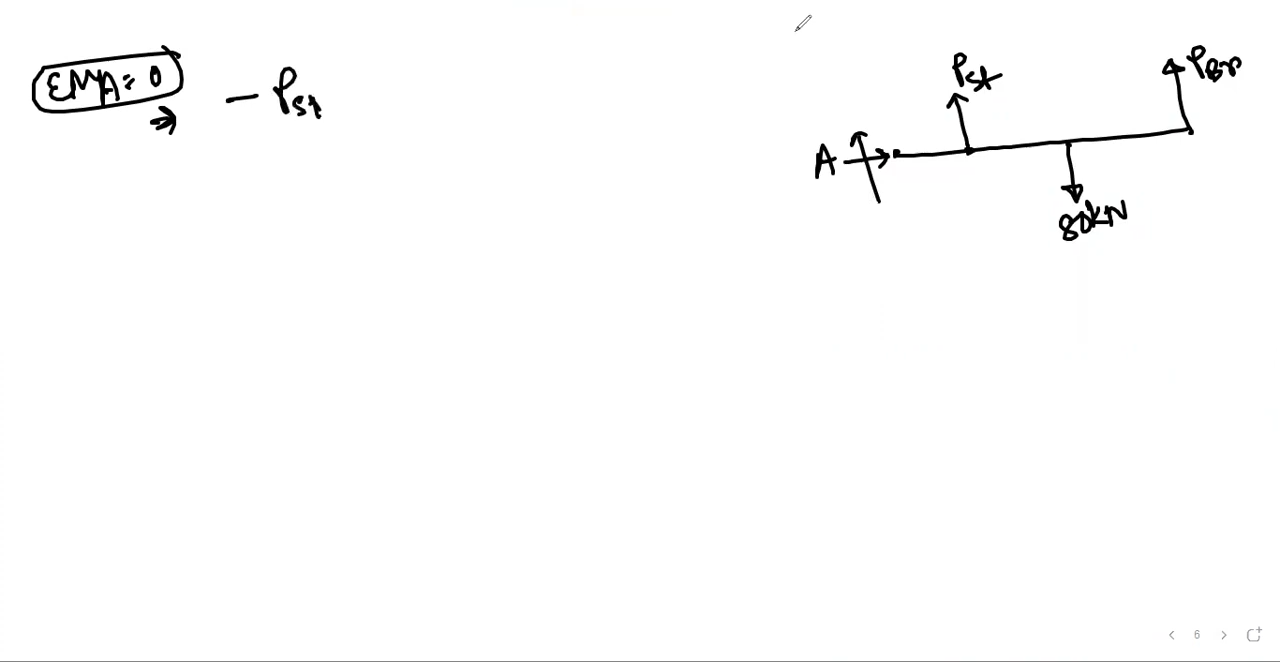 ΣMA = 0
- Pst
Pst
PBr
A
80kN
6